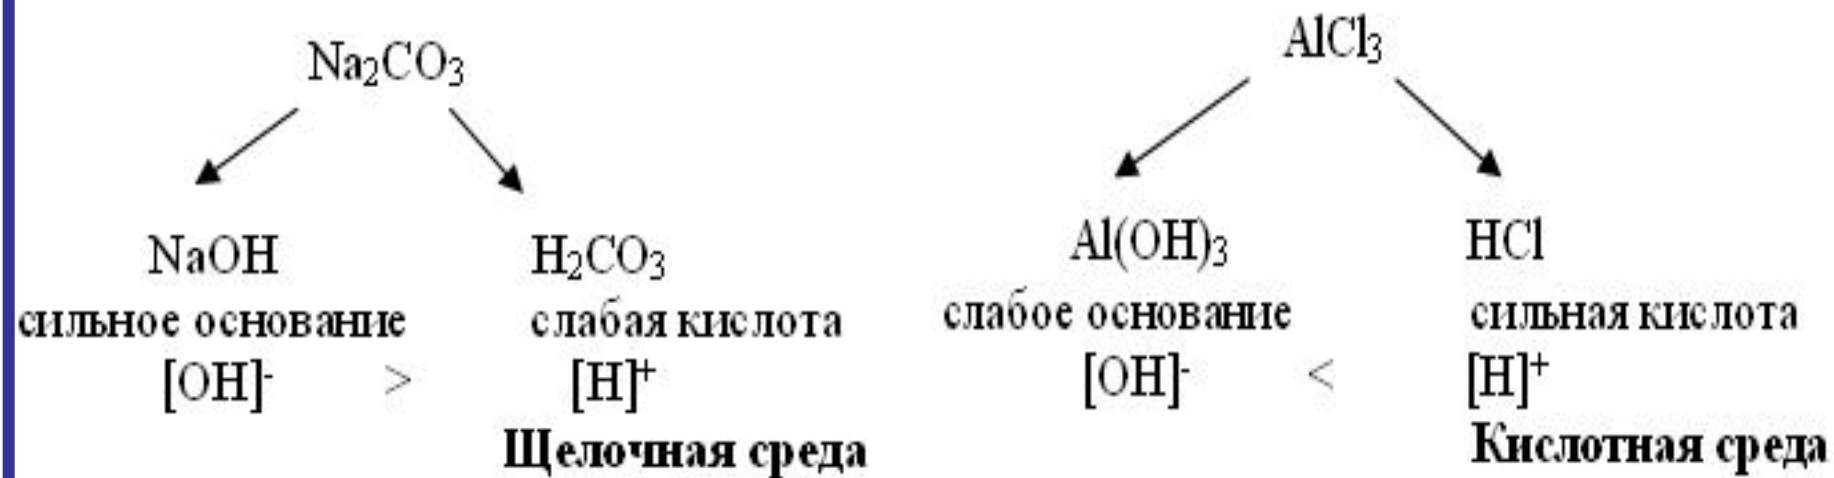 Na₂CO₃
NaOH H₂CO₃
сильное основание слабая кислота
[OH]⁻ > [H]⁺
Щелочная среда
AlCl₃
Al(OH)₃ HCl
слабое основание сильная кислота
[OH]⁻ < [H]⁺
Кислотная среда